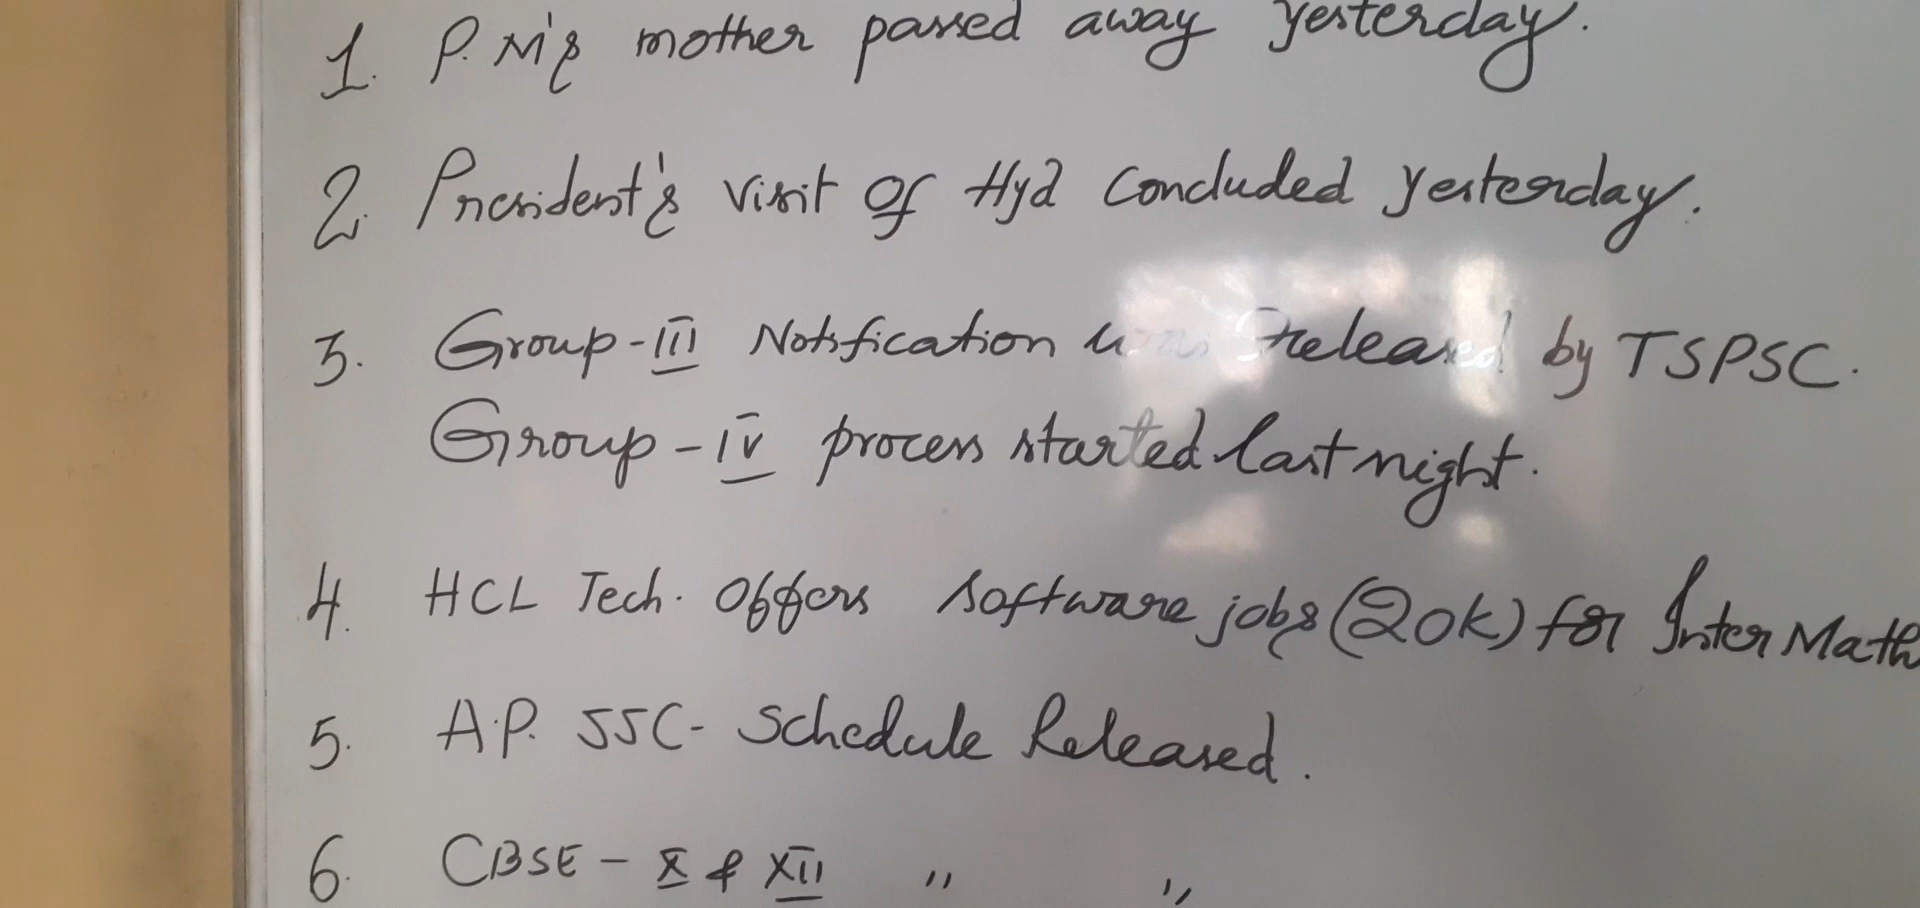 1. P.M's mother passed away yesterday.
2. President's visit of Hyd concluded yesterday.
3. Group-III Notification was released by TSPSC.
Group-IV process started last night.
4. HCL Tech. Offers software jobs (20K) for Inter Math
5. A.P. SSC- Schedule Released.
6. CBSE - X & XII " "